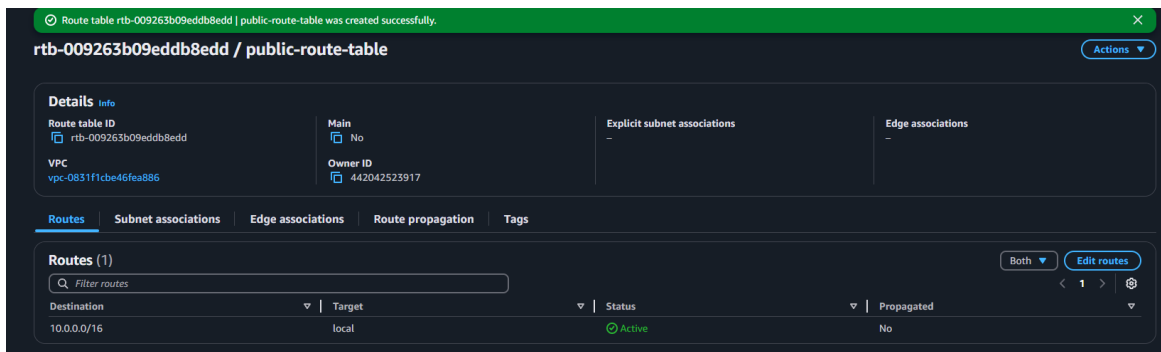 Route table rtb-009263b09eddb8edd | public-route-table was created successfully.
rtb-009263b09eddb8edd / public-route-table
Actions
Details Info
Route table ID
rtb-009263b09eddb8edd
Main
No
Explicit subnet associations
–
Edge associations
–
VPC
vpc-0831f1cbe46fea886
Owner ID
442042523917
Routes Subnet associations Edge associations Route propagation Tags
Routes (1)
Both
Edit routes
Filter routes
1
Destination Target Status Propagated
10.0.0.0/16 local Active No